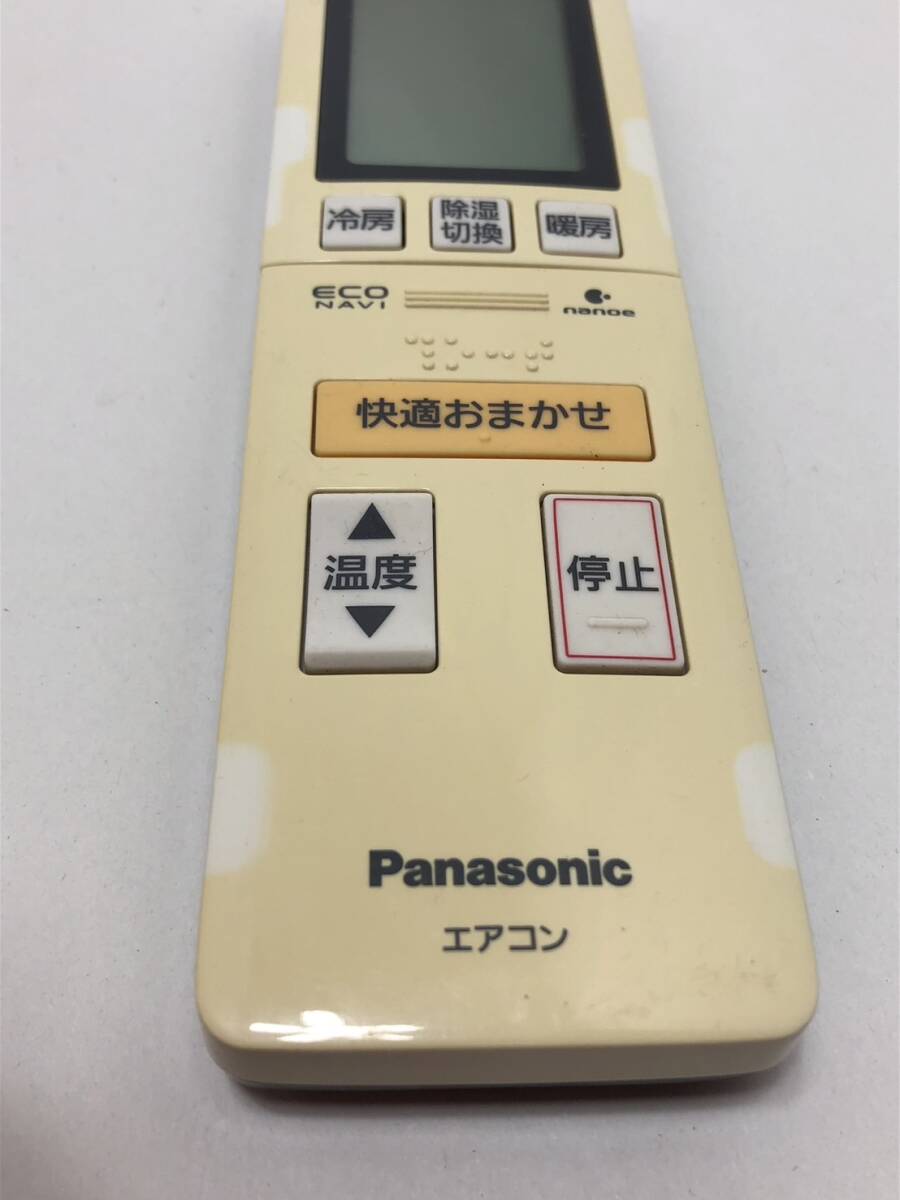 冷房
除湿
切換
暖房
ECO
NAVI
nanoe
快適おまかせ
▲
温度
▼
停止
Panasonic
エアコン